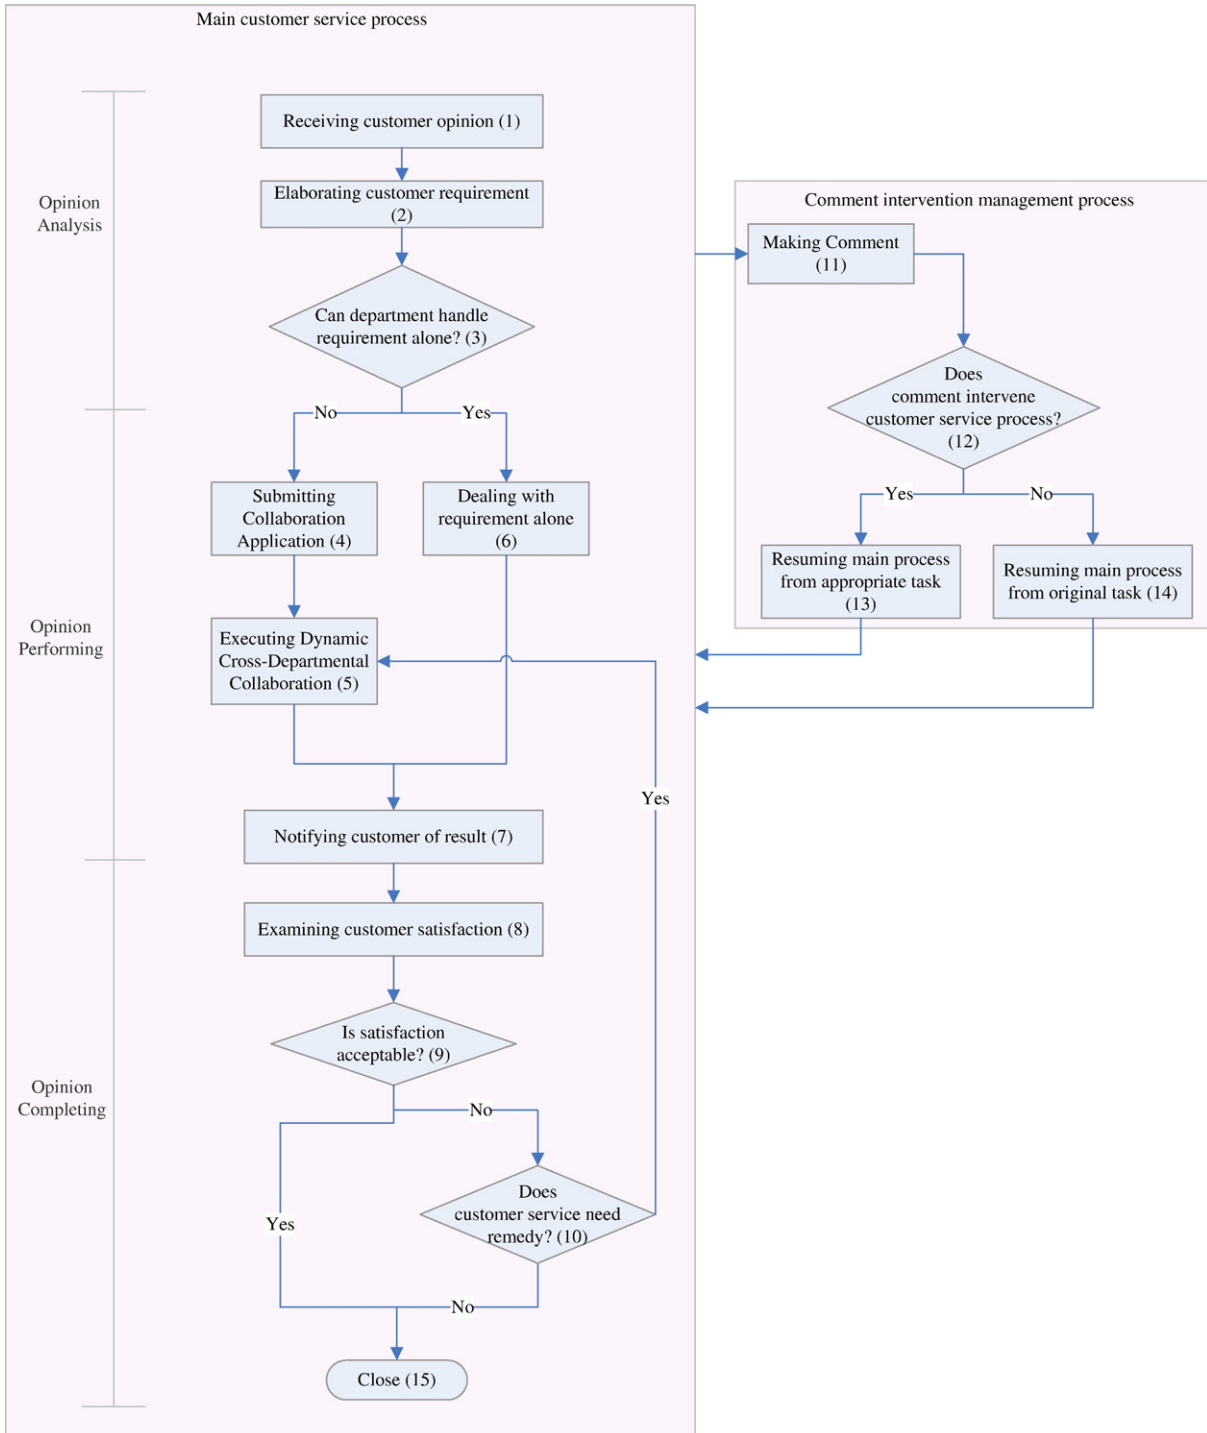 Main customer service process
Receiving customer opinion (1)
Elaborating customer requirement
(2)
Opinion
Analysis
Can department handle
requirement alone? (3)
No
Yes
Submitting
Collaboration
Application (4)
Dealing with
requirement alone
(6)
Opinion
Performing
Executing Dynamic
Cross-Departmental
Collaboration (5)
Notifying customer of result (7)
Examining customer satisfaction (8)
Is satisfaction
acceptable? (9)
Opinion
Completing
No
Yes
Does
customer service need
remedy? (10)
Yes
No
Close (15)
Comment intervention management process
Making Comment
(11)
Does
comment intervene
customer service process?
(12)
Yes
No
Resuming main process
from appropriate task
(13)
Resuming main process
from original task (14)